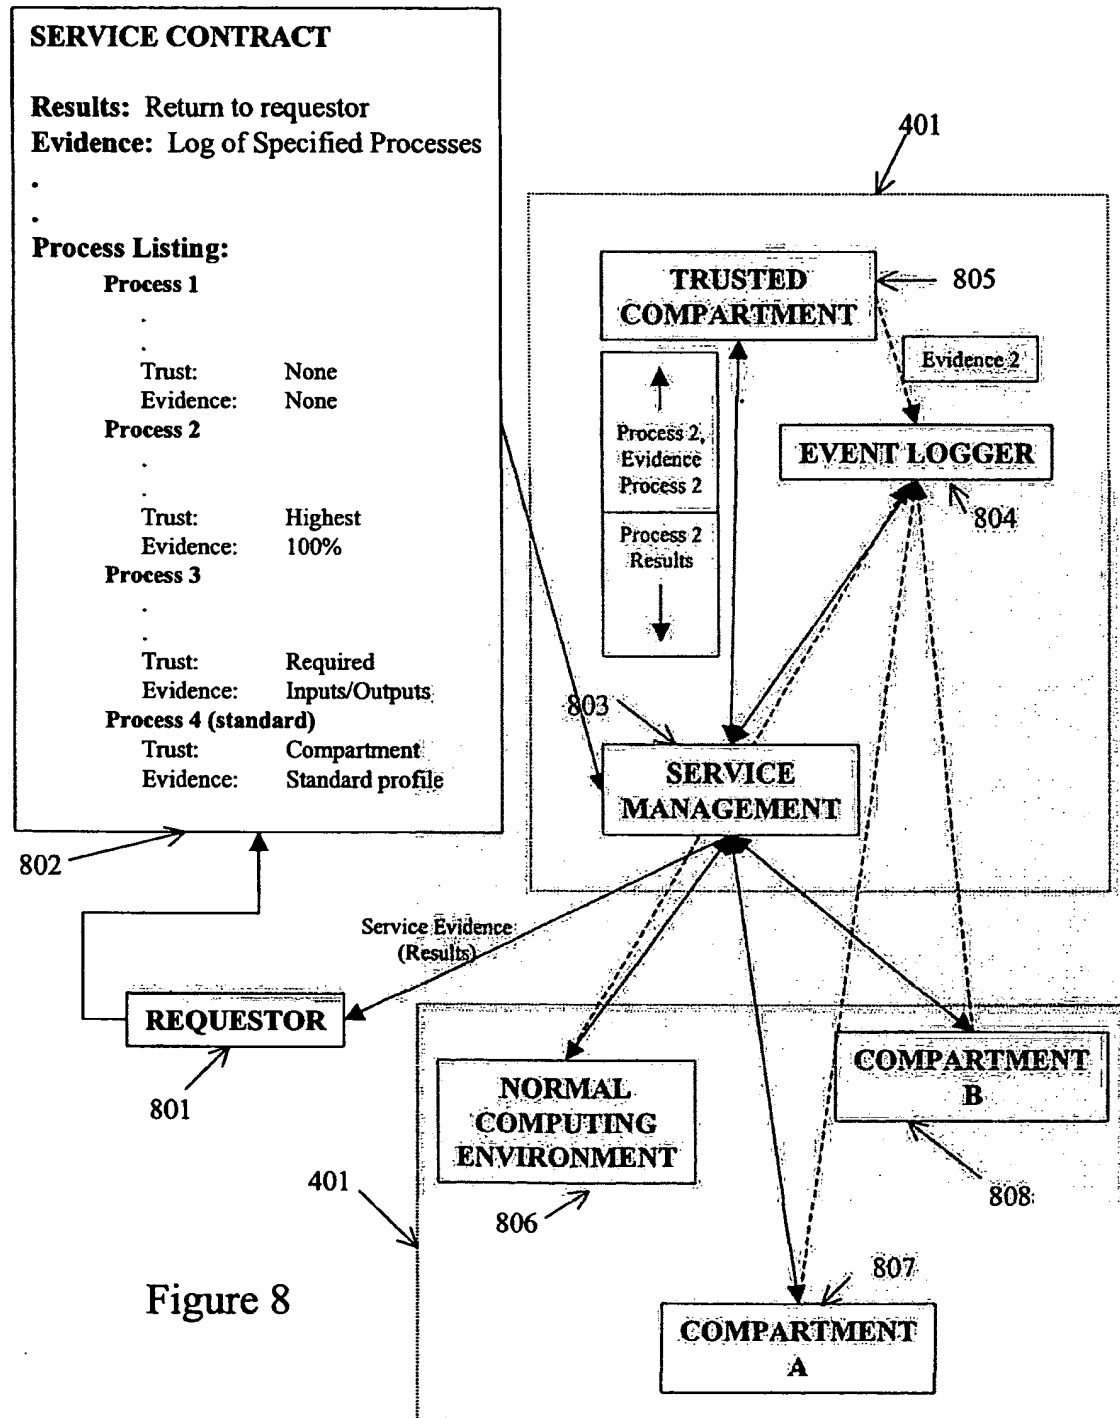 SERVICE CONTRACT
Results: Return to requestor
Evidence: Log of Specified Processes
.
.
Process Listing:
Process 1
.
.
Trust: None
Evidence: None
Process 2
.
.
Trust: Highest
Evidence: 100%
Process 3
.
.
Trust: Required
Evidence: Inputs/Outputs
Process 4 (standard)
Trust: Compartment
Evidence: Standard profile
802
401
TRUSTED
COMPARTMENT
805
Evidence 2
Process 2,
Evidence
Process 2
Process 2
Results
EVENT LOGGER
804
803
SERVICE
MANAGEMENT
Service Evidence
(Results)
REQUESTOR
801
NORMAL
COMPUTING
ENVIRONMENT
806
COMPARTMENT
B
808
401
807
COMPARTMENT
A
Figure 8